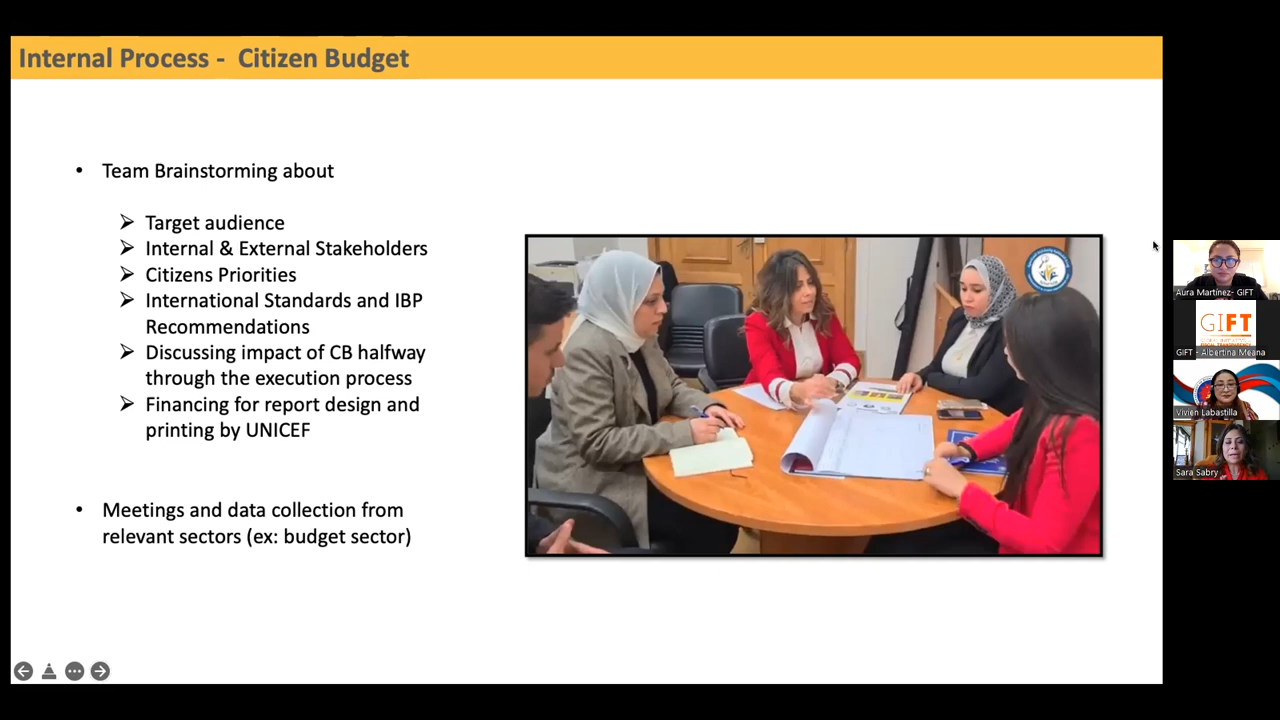 Internal Process - Citizen Budget
• Team Brainstorming about
➢ Target audience
➢ Internal & External Stakeholders
➢ Citizens Priorities
➢ International Standards and IBP
Recommendations
➢ Discussing impact of CB halfway
through the execution process
➢ Financing for report design and
printing by UNICEF
• Meetings and data collection from
relevant sectors (ex: budget sector)
Aura Martínez- GIFT
GIFT
GIFT - Albertina Meana
Vivien Labastilla
Sara Sabry